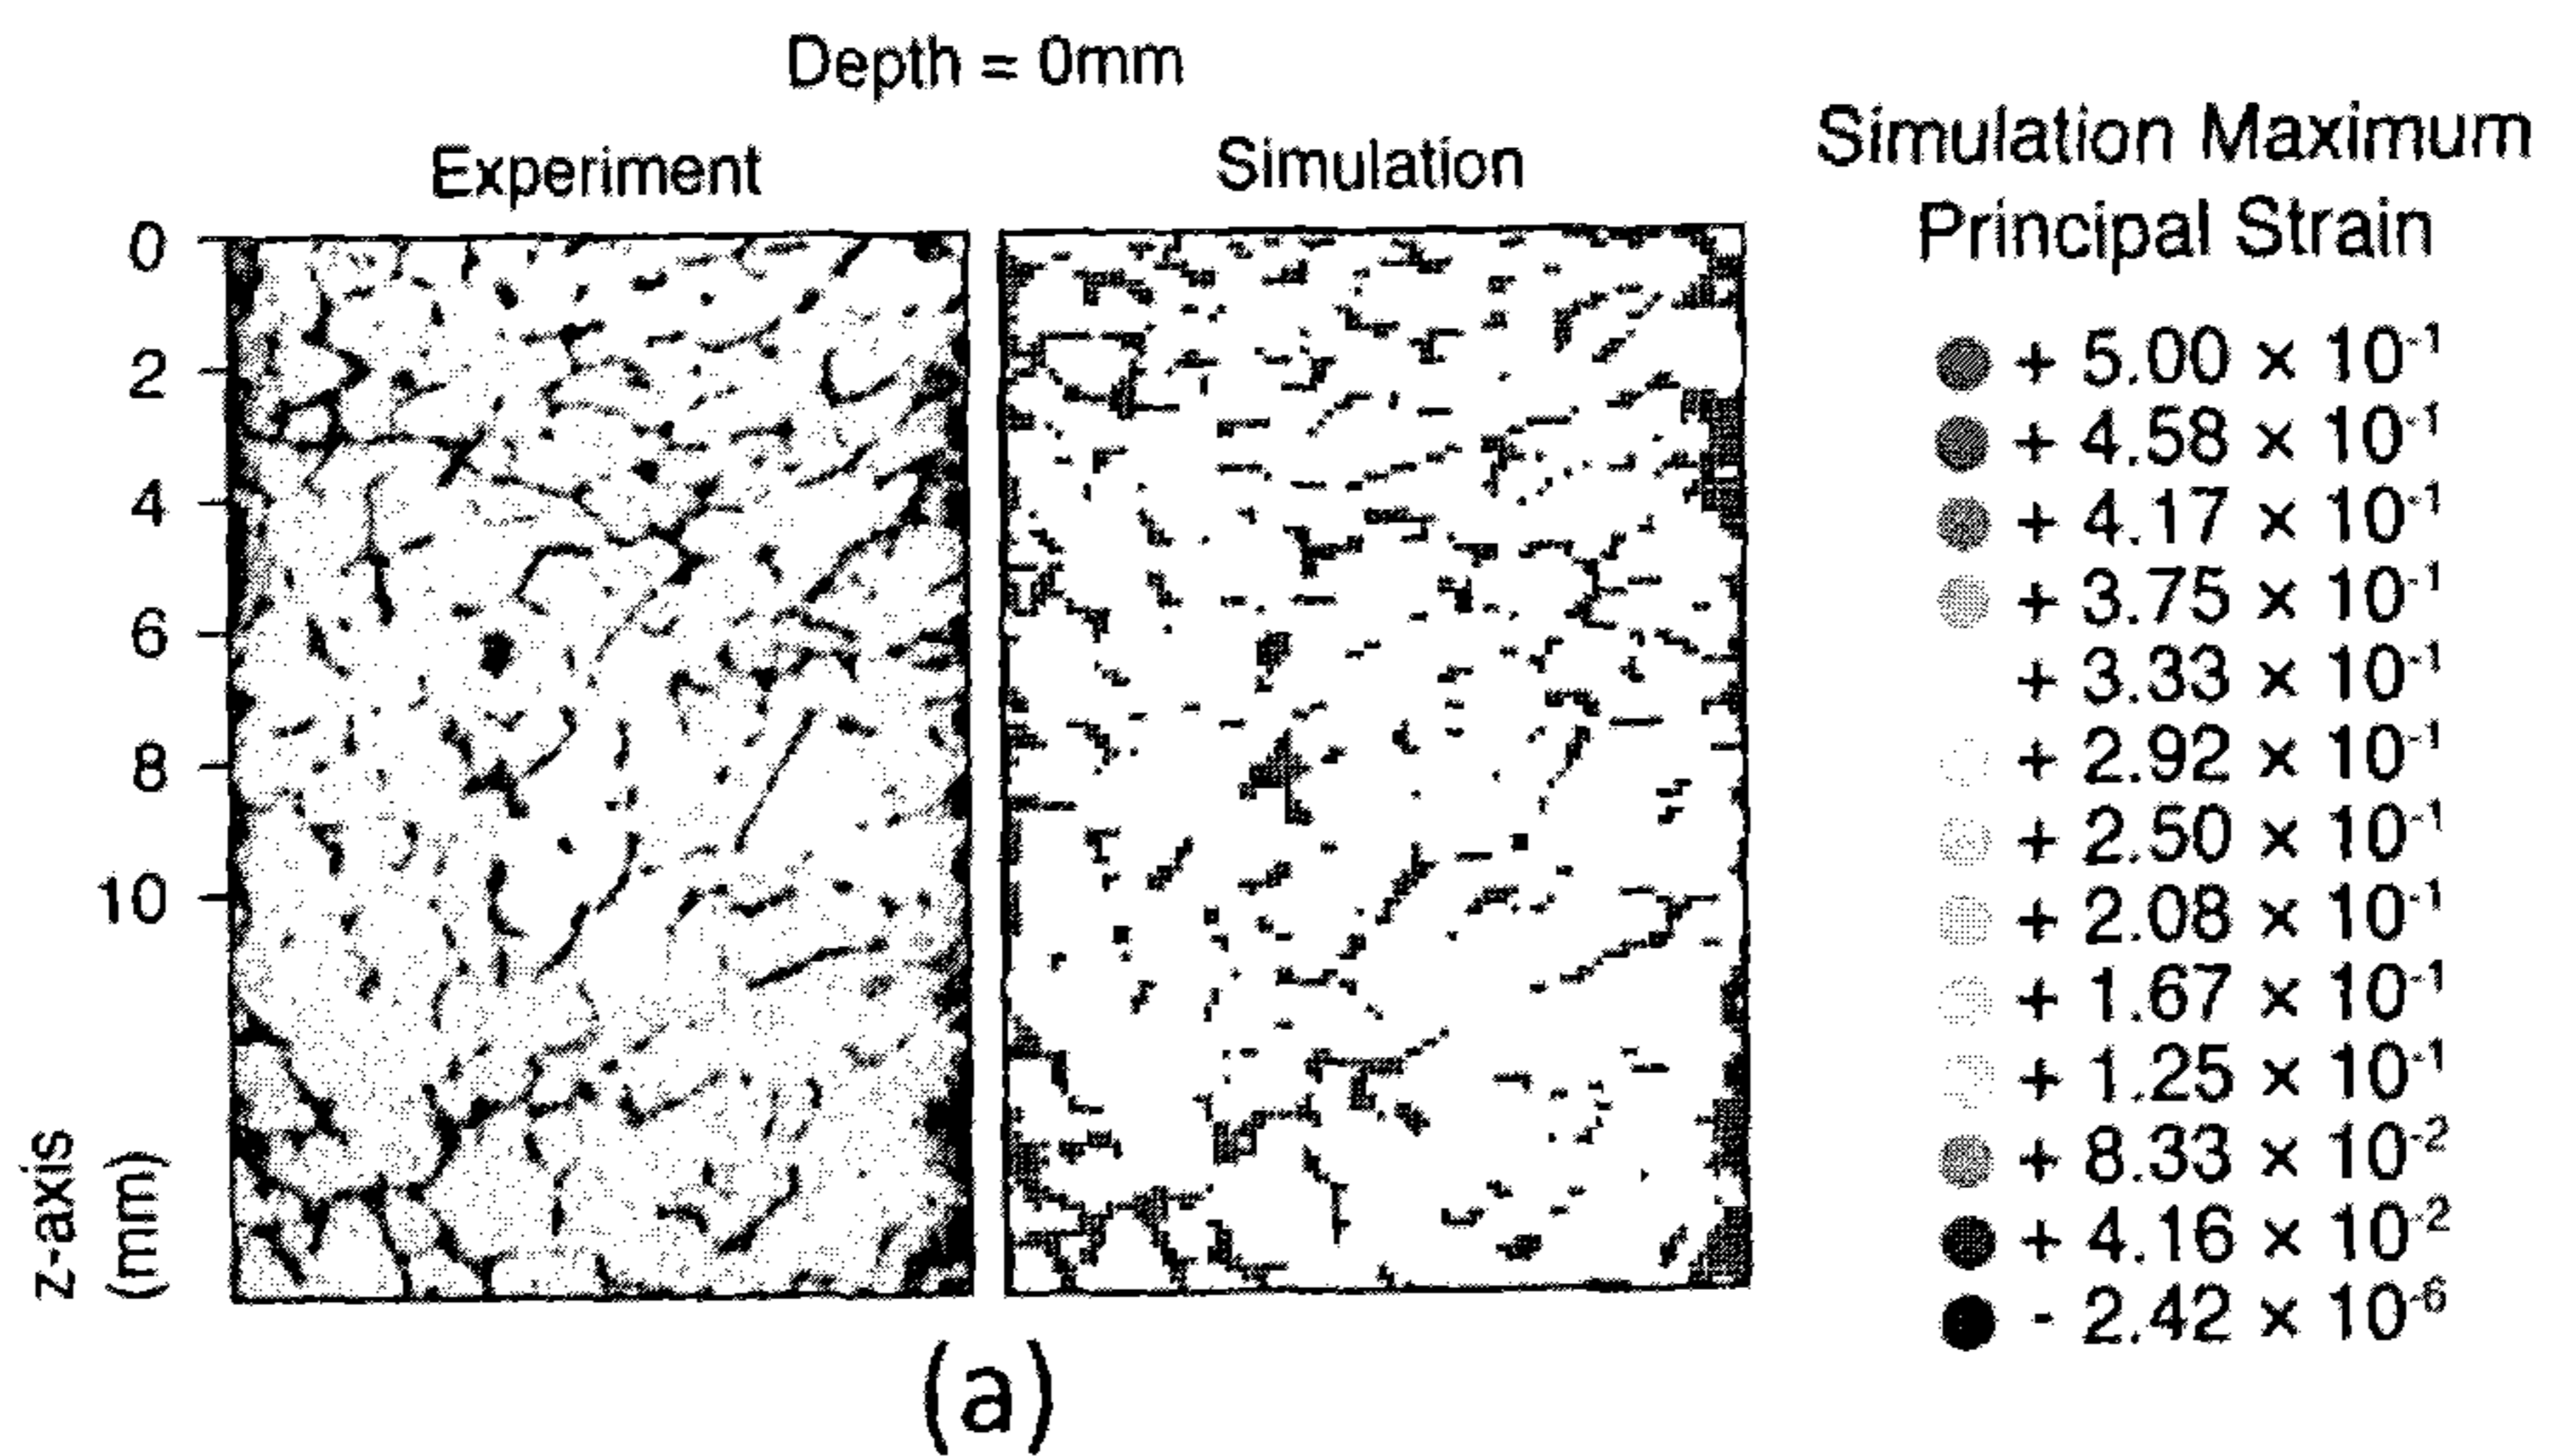 Depth = 0mm
Experiment
Simulation
0
2
4
6
8
10
z-axis
(mm)
Simulation Maximum
Principal Strain
+ 5.00 × 10⁻¹
+ 4.58 × 10⁻¹
+ 4.17 × 10⁻¹
+ 3.75 × 10⁻¹
+ 3.33 × 10⁻¹
+ 2.92 × 10⁻¹
+ 2.50 × 10⁻¹
+ 2.08 × 10⁻¹
+ 1.67 × 10⁻¹
+ 1.25 × 10⁻¹
+ 8.33 × 10⁻²
+ 4.16 × 10⁻²
- 2.42 × 10⁻⁶
(a)